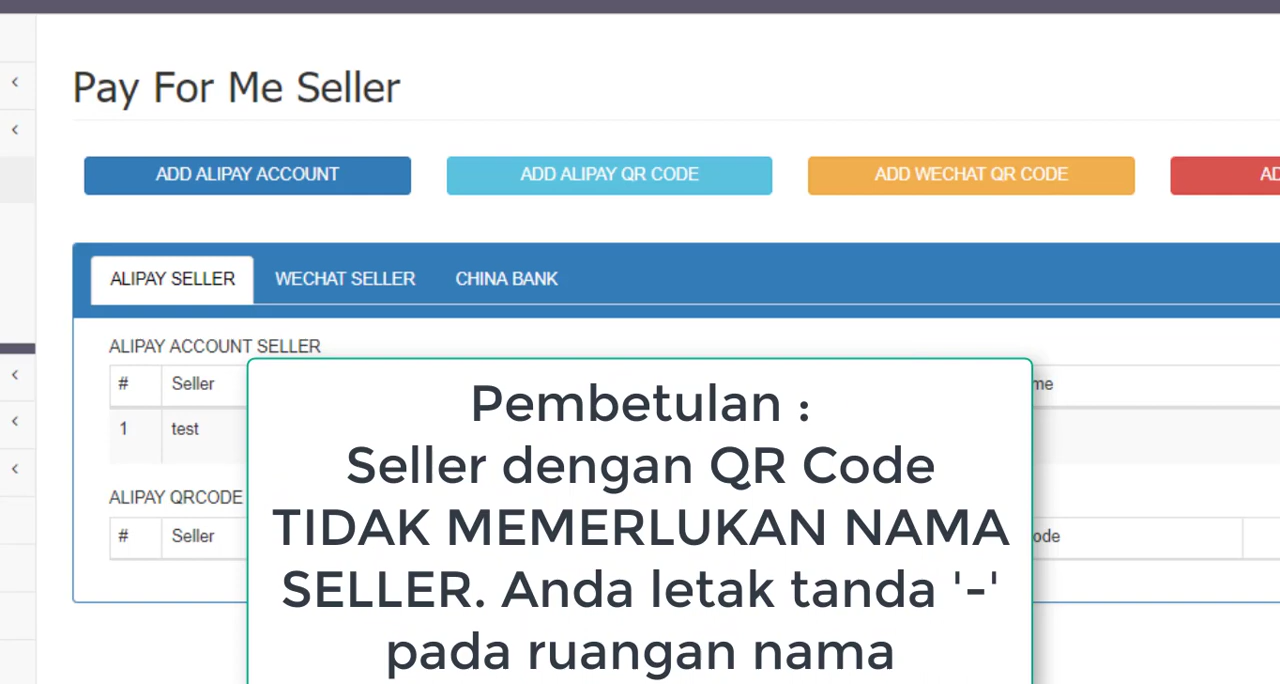 Pay For Me Seller
ADD ALIPAY ACCOUNT ADD ALIPAY QR CODE ADD WECHAT QR CODE
ALIPAY SELLER WECHAT SELLER CHINA BANK
ALIPAY ACCOUNT SELLER
# Seller
1 test
ALIPAY QRCODE
# Seller
Pembetulan :
Seller dengan QR Code
TIDAK MEMERLUKAN NAMA
SELLER. Anda letak tanda '-'
pada ruangan nama